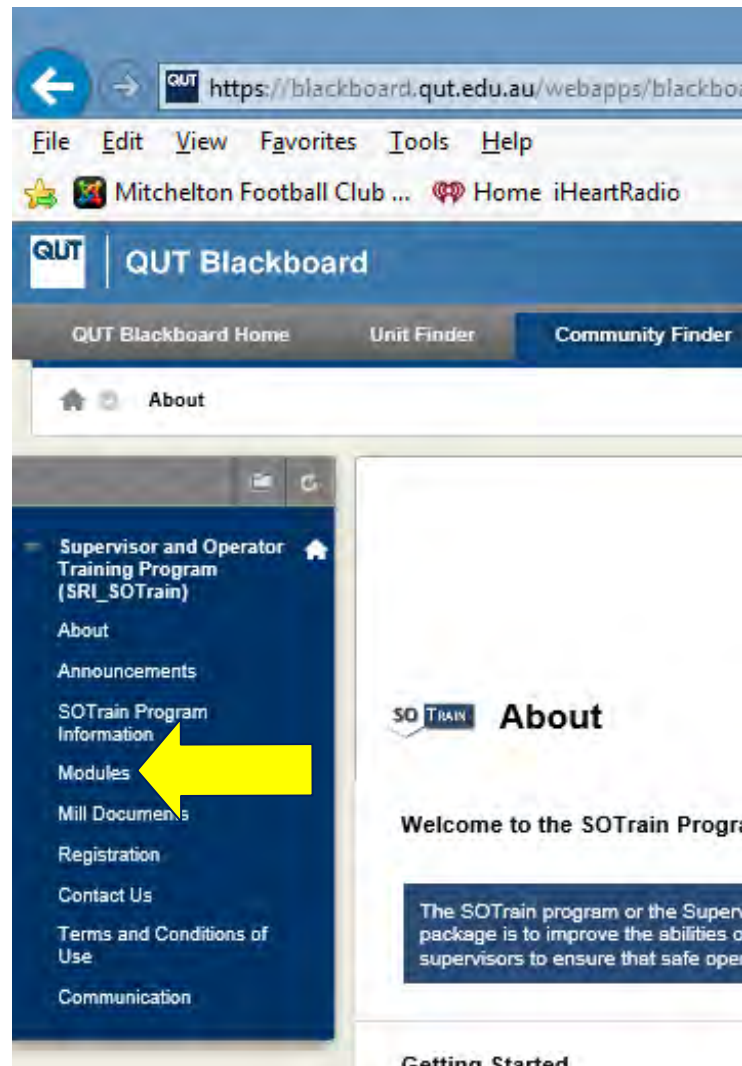 QUT https://blackboard.qut.edu.au/webapps/blackboa
File Edit View Favorites Tools Help
Mitchelton Football Club ... Home iHeartRadio
QUT QUT Blackboard
QUT Blackboard Home Unit Finder Community Finder
About
Supervisor and Operator
Training Program
(SRI_SOTrain)
About
Announcements
SOTrain Program
Information
Modules
Mill Documents
Registration
Contact Us
Terms and Conditions of
Use
Communication
SO TRAIN About
Welcome to the SOTrain Progra
The SOTrain program or the Superv
package is to improve the abilities o
supervisors to ensure that safe oper
Getting Started